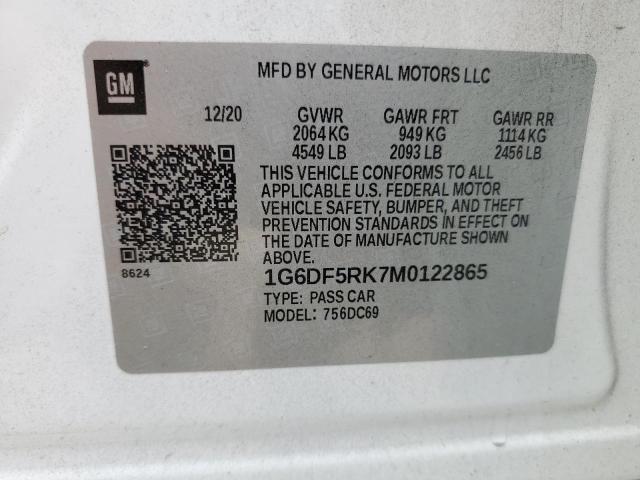 GM
MFD BY GENERAL MOTORS LLC
12/20 GVWR GAWR FRT GAWR RR
2064 KG 949 KG 1114 KG
4549 LB 2093 LB 2456 LB
THIS VEHICLE CONFORMS TO ALL
APPLICABLE U.S. FEDERAL MOTOR
VEHICLE SAFETY, BUMPER, AND THEFT
PREVENTION STANDARDS IN EFFECT ON
THE DATE OF MANUFACTURE SHOWN
ABOVE.
8624
1G6DF5RK7M0122865
TYPE: PASS CAR
MODEL: 756DC69